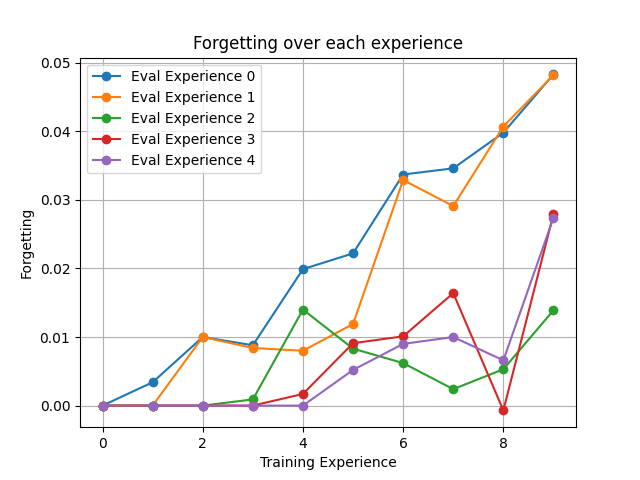 Forgetting over each experience
0.05
0.04
0.03
0.02
0.01
0.00
Forgetting
Eval Experience 0
Eval Experience 1
Eval Experience 2
Eval Experience 3
Eval Experience 4
0 2 4 6 8
Training Experience